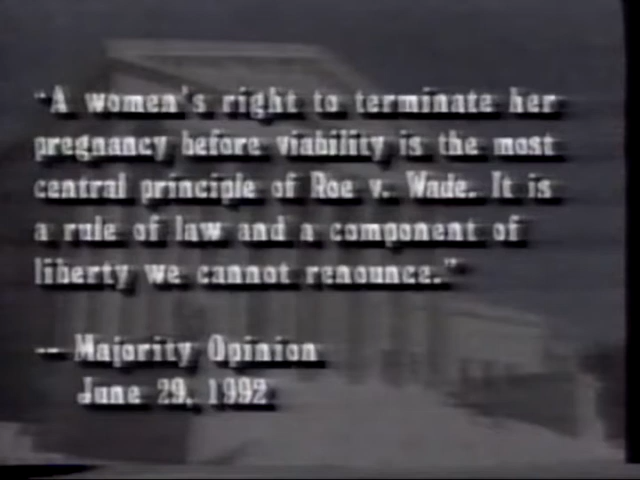 "A women's right to terminate her
pregnancy before viability is the most
central principle of Roe v. Wade. It is
a rule of law and a component of
liberty we cannot renounce."
-- Majority Opinion
June 29, 1992